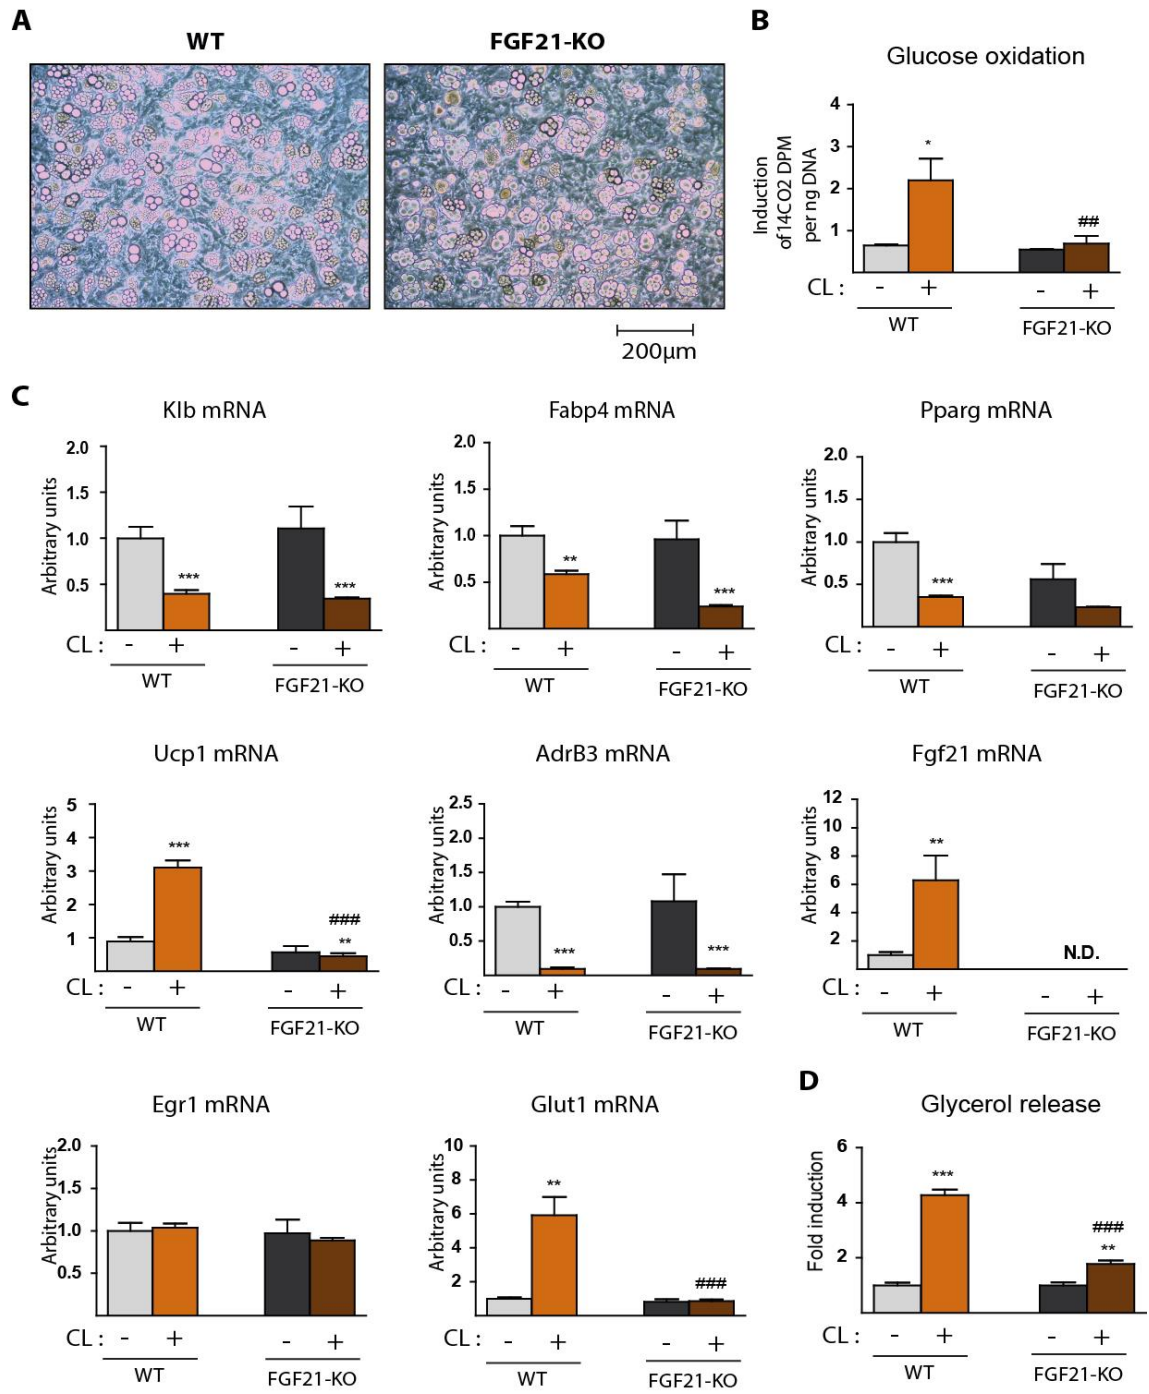 A
WT
FGF21-KO
200µm
B
Glucose oxidation
Induction
of14CO2 DPM
per ng DNA
4
3
2
1
*
##
CL : - + - +
WT FGF21-KO
C
Klb mRNA
Arbitrary units
2.0
1.5
1.0
0.5
***
***
CL : - + - +
WT FGF21-KO
Fabp4 mRNA
Arbitrary units
2.0
1.5
1.0
0.5
**
***
CL : - + - +
WT FGF21-KO
Pparg mRNA
Arbitrary units
2.0
1.5
1.0
0.5
***
CL : - + - +
WT FGF21-KO
Ucp1 mRNA
Arbitrary units
5
4
3
2
1
***
###
**
CL : - + - +
WT FGF21-KO
AdrB3 mRNA
Arbitrary units
2.5
2.0
1.5
1.0
0.5
***
***
CL : - + - +
WT FGF21-KO
Fgf21 mRNA
Arbitrary units
12
10
8
6
4
2
**
N.D.
CL : - + - +
WT FGF21-KO
Egr1 mRNA
Arbitrary units
2.0
1.5
1.0
0.5
CL : - + - +
WT FGF21-KO
Glut1 mRNA
Arbitrary units
10
8
6
4
2
**
###
CL : - + - +
WT FGF21-KO
D
Glycerol release
Fold induction
6
4
2
***
###
**
CL : - + - +
WT FGF21-KO